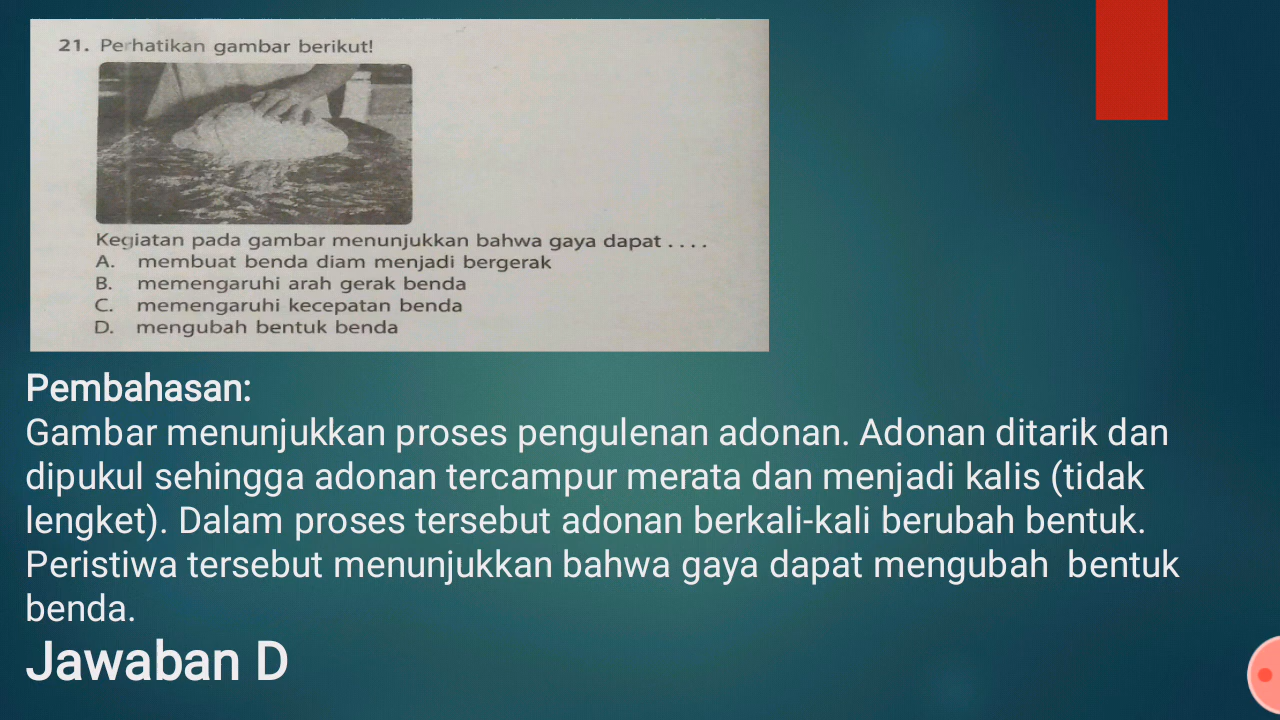 21. Perhatikan gambar berikut!
Kegiatan pada gambar menunjukkan bahwa gaya dapat . . . .
A. membuat benda diam menjadi bergerak
B. memengaruhi arah gerak benda
C. memengaruhi kecepatan benda
D. mengubah bentuk benda
Pembahasan:
Gambar menunjukkan proses pengulenan adonan. Adonan ditarik dan
dipukul sehingga adonan tercampur merata dan menjadi kalis (tidak
lengket). Dalam proses tersebut adonan berkali-kali berubah bentuk.
Peristiwa tersebut menunjukkan bahwa gaya dapat mengubah  bentuk
benda.
Jawaban D